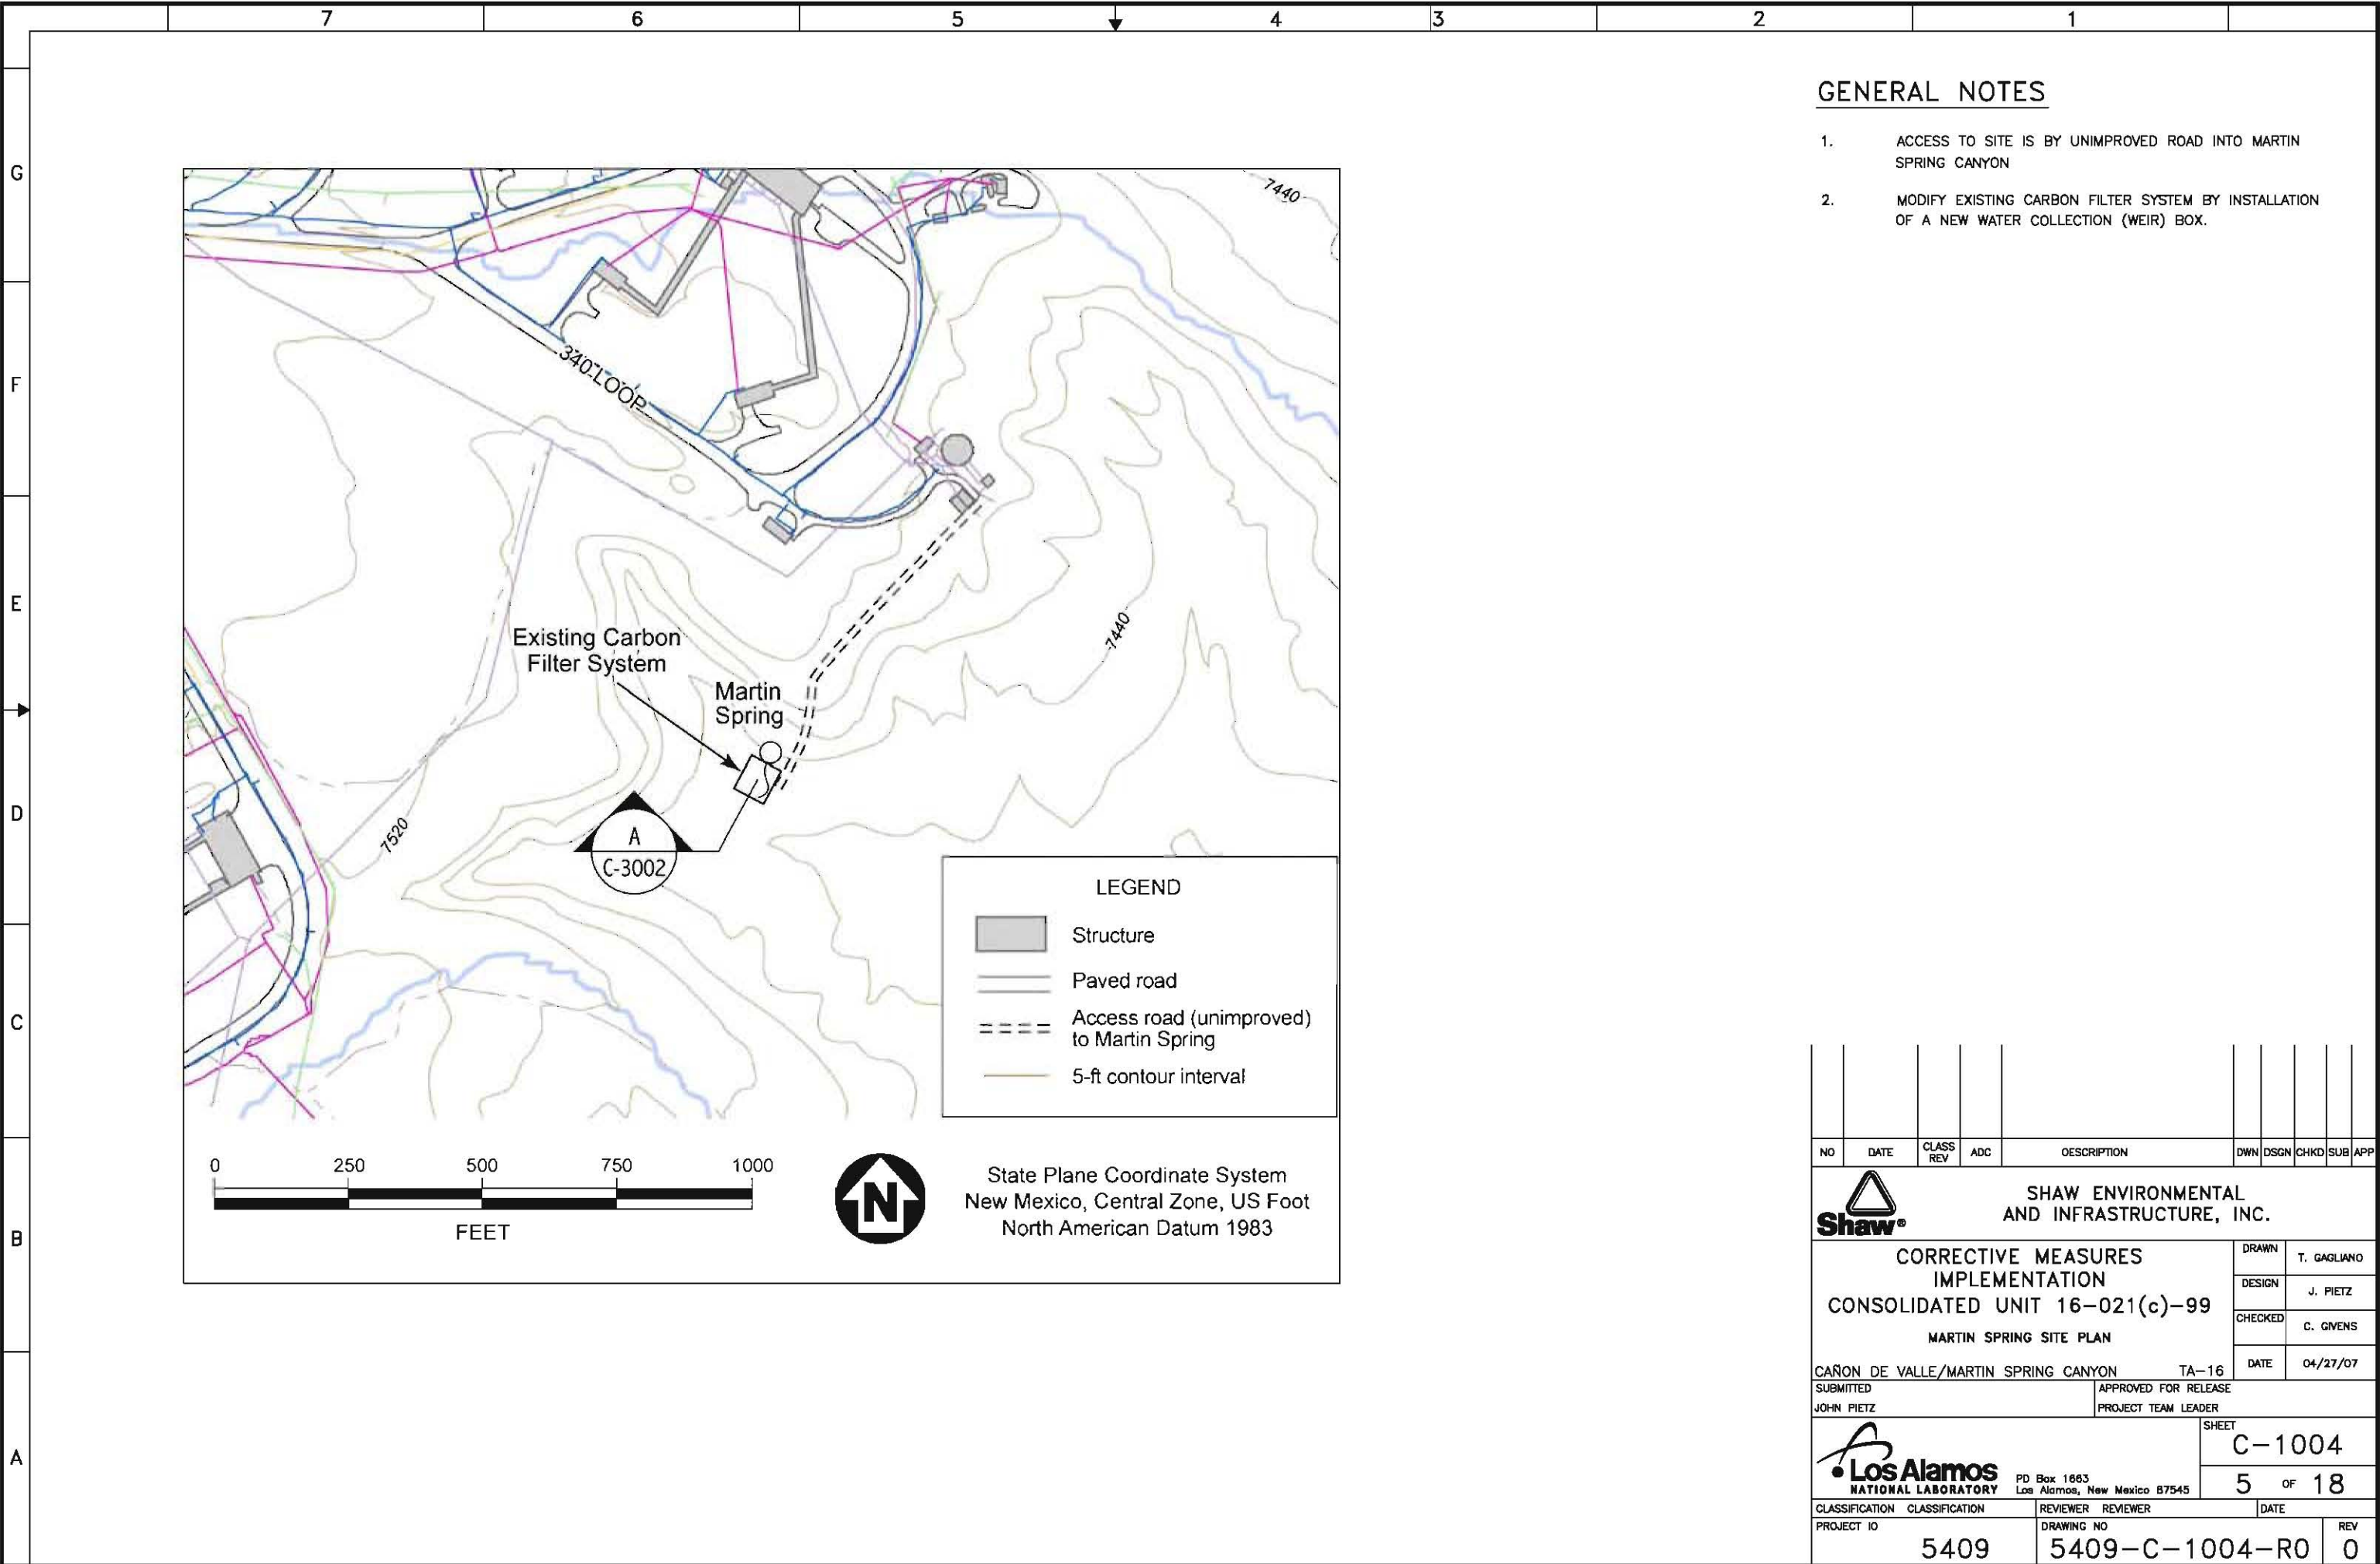 7 6 5 4 3 2 1
G
F
E
D
C
B
A
GENERAL NOTES
1. ACCESS TO SITE IS BY UNIMPROVED ROAD INTO MARTIN
SPRING CANYON
2. MODIFY EXISTING CARBON FILTER SYSTEM BY INSTALLATION
OF A NEW WATER COLLECTION (WEIR) BOX.
7440
340 LOOP
7440
Existing Carbon
Filter System
Martin
Spring
7520
A
C-3002
LEGEND
Structure
Paved road
Access road (unimproved)
to Martin Spring
5-ft contour interval
0 250 500 750 1000
FEET
N
State Plane Coordinate System
New Mexico, Central Zone, US Foot
North American Datum 1983
NO DATE CLASS REV ADC DESCRIPTION DWN DSGN CHKD SUB APP
Shaw®
SHAW ENVIRONMENTAL
AND INFRASTRUCTURE, INC.
CORRECTIVE MEASURES
IMPLEMENTATION
CONSOLIDATED UNIT 16-021(c)-99
MARTIN SPRING SITE PLAN
CAÑON DE VALLE/MARTIN SPRING CANYON TA-16
DRAWN T. GAGLIANO
DESIGN J. PIETZ
CHECKED C. GIVENS
DATE 04/27/07
SUBMITTED
JOHN PIETZ
APPROVED FOR RELEASE
PROJECT TEAM LEADER
Los Alamos
NATIONAL LABORATORY
PO Box 1663
Los Alamos, New Mexico 87545
SHEET
C-1004
5 OF 18
CLASSIFICATION CLASSIFICATION REVIEWER REVIEWER DATE
PROJECT ID
5409
DRAWING NO
5409-C-1004-R0
REV
0